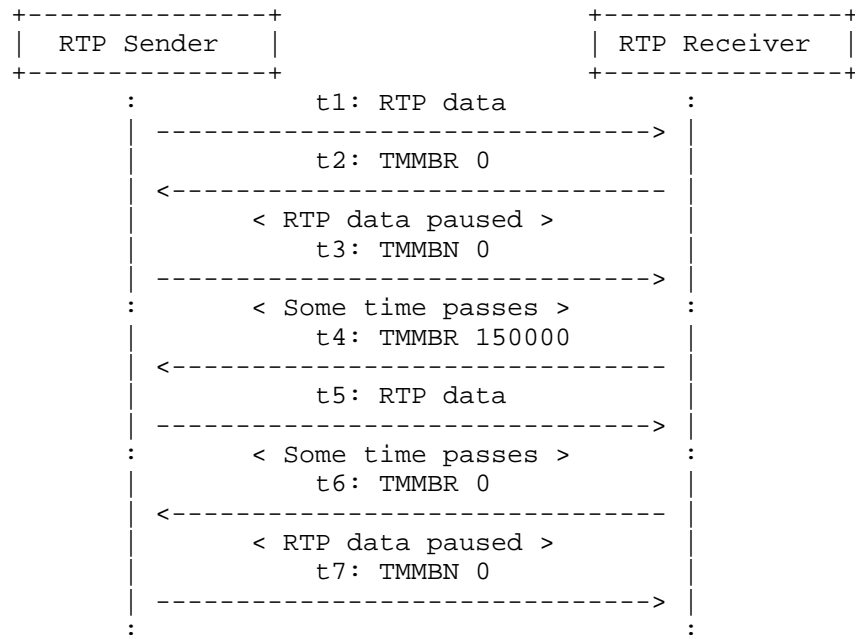 RTP Sender RTP Receiver
t1: RTP data
t2: TMMBR 0
< RTP data paused >
t3: TMMBN 0
< Some time passes >
t4: TMMBR 150000
t5: RTP data
< Some time passes >
t6: TMMBR 0
< RTP data paused >
t7: TMMBN 0